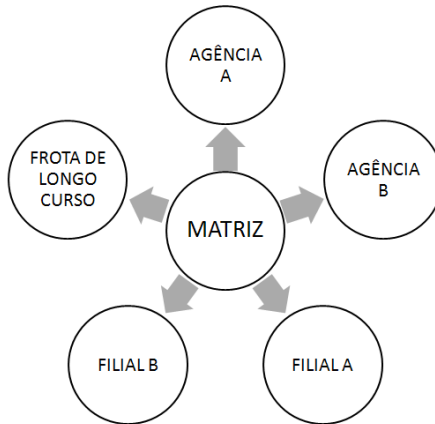 AGÊNCIA
A
FROTA DE
LONGO
CURSO
AGÊNCIA
B
MATRIZ
FILIAL B
FILIAL A